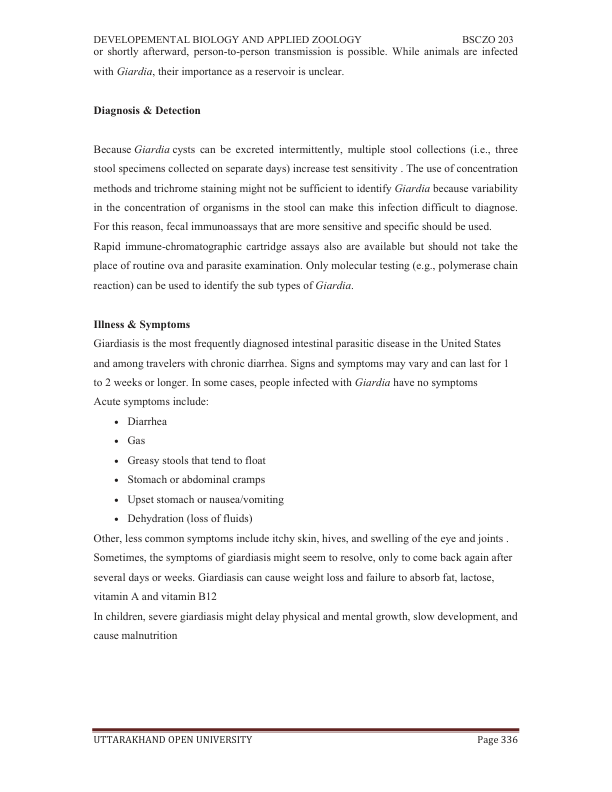 DEVELOPEMENTAL BIOLOGY AND APPLIED ZOOLOGY BSCZO 203
or shortly afterward, person-to-person transmission is possible. While animals are infected
with Giardia, their importance as a reservoir is unclear.
Diagnosis & Detection
Because Giardia cysts can be excreted intermittently, multiple stool collections (i.e., three
stool specimens collected on separate days) increase test sensitivity . The use of concentration
methods and trichrome staining might not be sufficient to identify Giardia because variability
in the concentration of organisms in the stool can make this infection difficult to diagnose.
For this reason, fecal immunoassays that are more sensitive and specific should be used.
Rapid immune-chromatographic cartridge assays also are available but should not take the
place of routine ova and parasite examination. Only molecular testing (e.g., polymerase chain
reaction) can be used to identify the sub types of Giardia.
Illness & Symptoms
Giardiasis is the most frequently diagnosed intestinal parasitic disease in the United States
and among travelers with chronic diarrhea. Signs and symptoms may vary and can last for 1
to 2 weeks or longer. In some cases, people infected with Giardia have no symptoms
Acute symptoms include:
• Diarrhea
• Gas
• Greasy stools that tend to float
• Stomach or abdominal cramps
• Upset stomach or nausea/vomiting
• Dehydration (loss of fluids)
Other, less common symptoms include itchy skin, hives, and swelling of the eye and joints .
Sometimes, the symptoms of giardiasis might seem to resolve, only to come back again after
several days or weeks. Giardiasis can cause weight loss and failure to absorb fat, lactose,
vitamin A and vitamin B12
In children, severe giardiasis might delay physical and mental growth, slow development, and
cause malnutrition
UTTARAKHAND OPEN UNIVERSITY Page 336